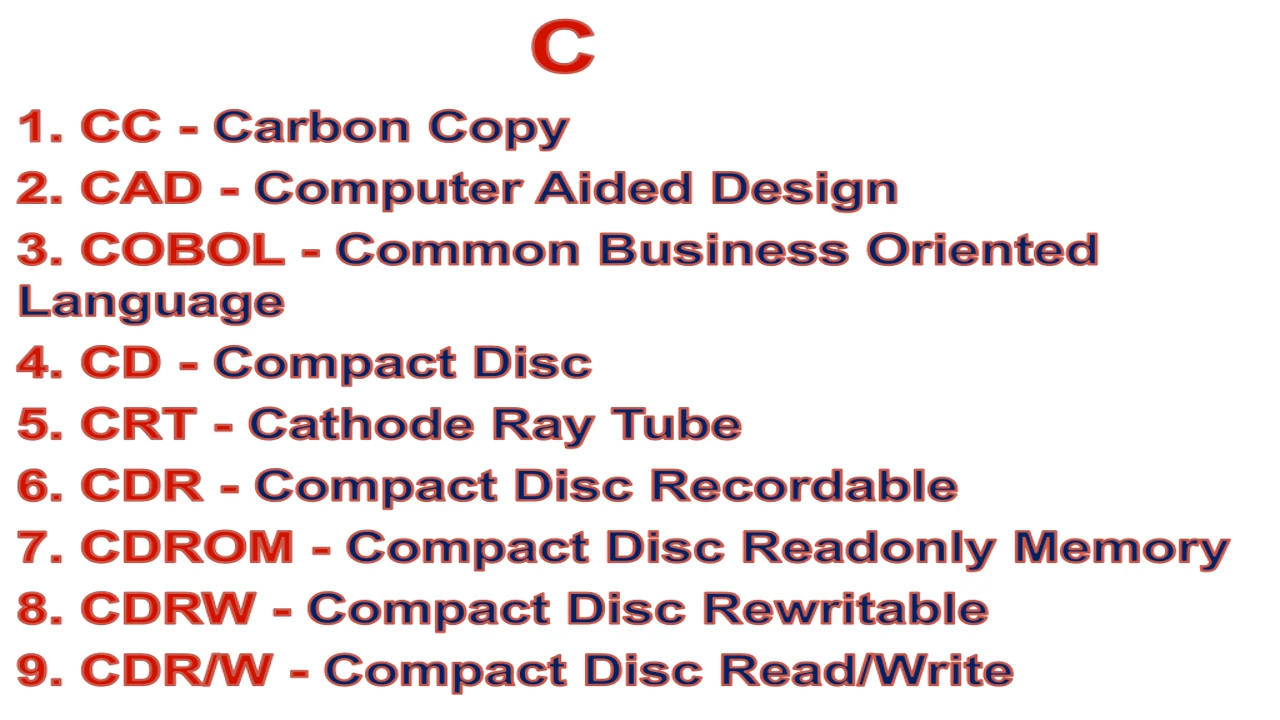 C
1. CC - Carbon Copy
2. CAD - Computer Aided Design
3. COBOL - Common Business Oriented
Language
4. CD - Compact Disc
5. CRT - Cathode Ray Tube
6. CDR - Compact Disc Recordable
7. CDROM - Compact Disc Readonly Memory
8. CDRW - Compact Disc Rewritable
9. CDR/W - Compact Disc Read/Write